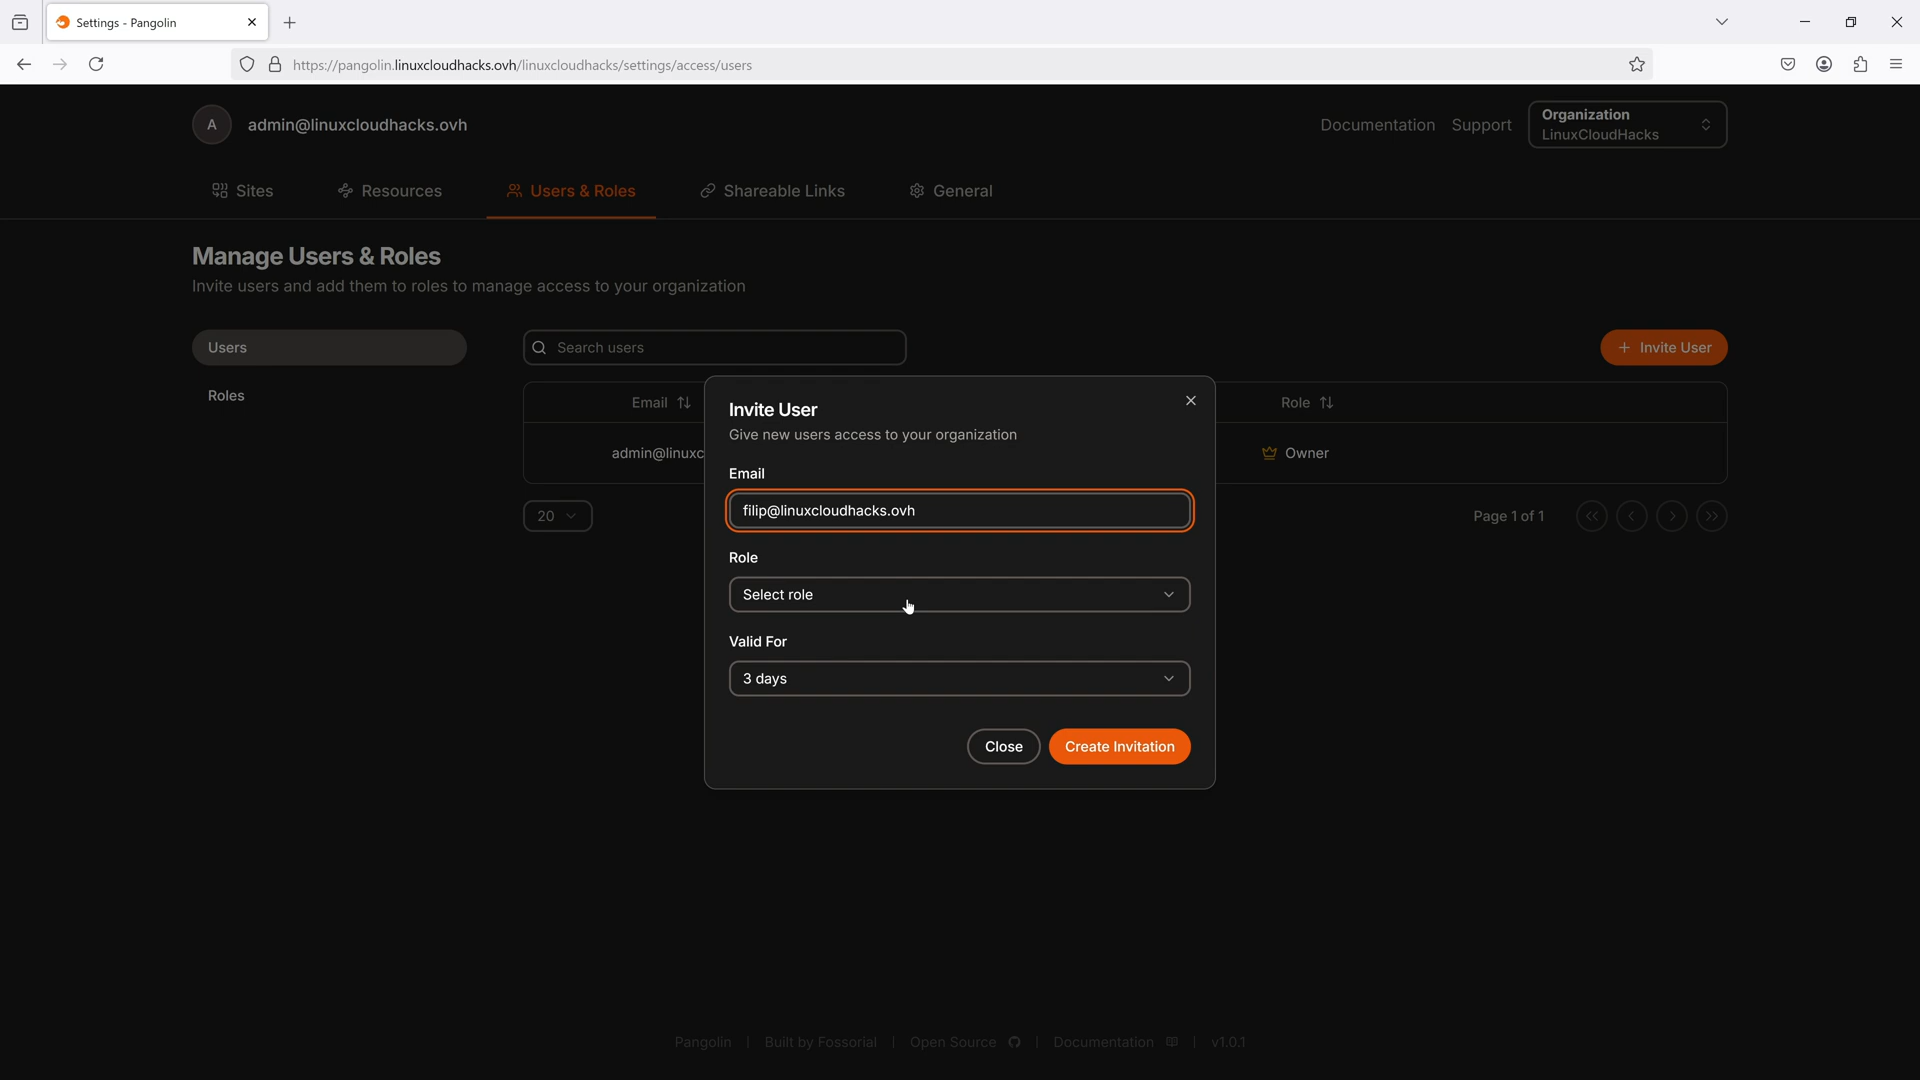 Settings - Pangolin
https://pangolin.linuxcloudhacks.ovh/linuxcloudhacks/settings/access/users
A
admin@linuxcloudhacks.ovh
Documentation
Support
Organization
LinuxCloudHacks
Sites
Resources
Users & Roles
Shareable Links
General
Manage Users & Roles
Invite users and add them to roles to manage access to your organization
Users
Roles
Search users
+ Invite User
Email
Role
admin@linuxc
Owner
20
Page 1 of 1
Invite User
Give new users access to your organization
Email
filip@linuxcloudhacks.ovh
Role
Select role
Valid For
3 days
Close
Create Invitation
Pangolin | Built by Fossorial | Open Source | Documentation | v1.0.1